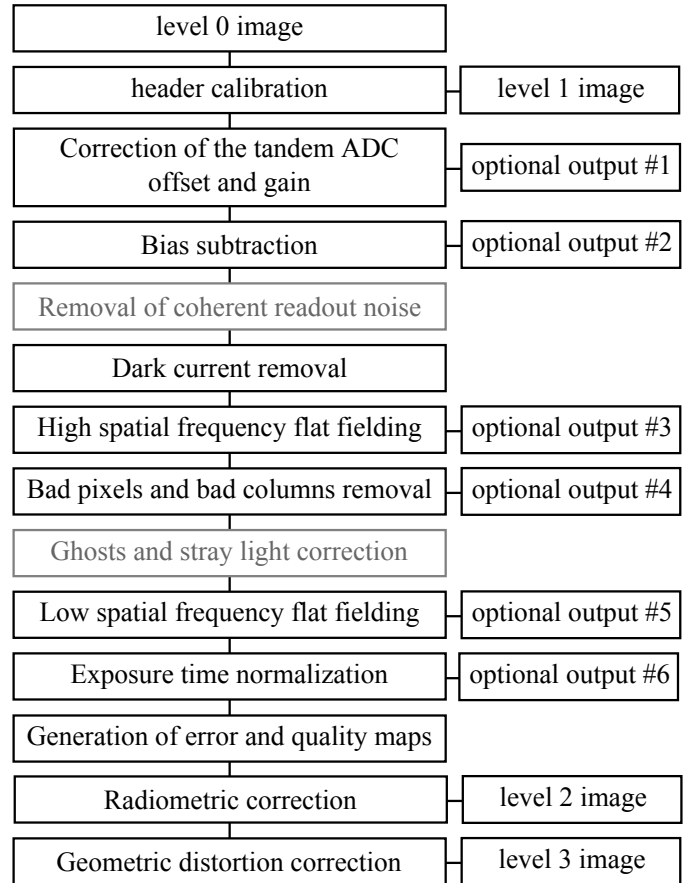 level 0 image
header calibration
level 1 image
Correction of the tandem ADC
offset and gain
optional output #1
Bias subtraction
optional output #2
Removal of coherent readout noise
Dark current removal
High spatial frequency flat fielding
optional output #3
Bad pixels and bad columns removal
optional output #4
Ghosts and stray light correction
Low spatial frequency flat fielding
optional output #5
Exposure time normalization
optional output #6
Generation of error and quality maps
Radiometric correction
level 2 image
Geometric distortion correction
level 3 image